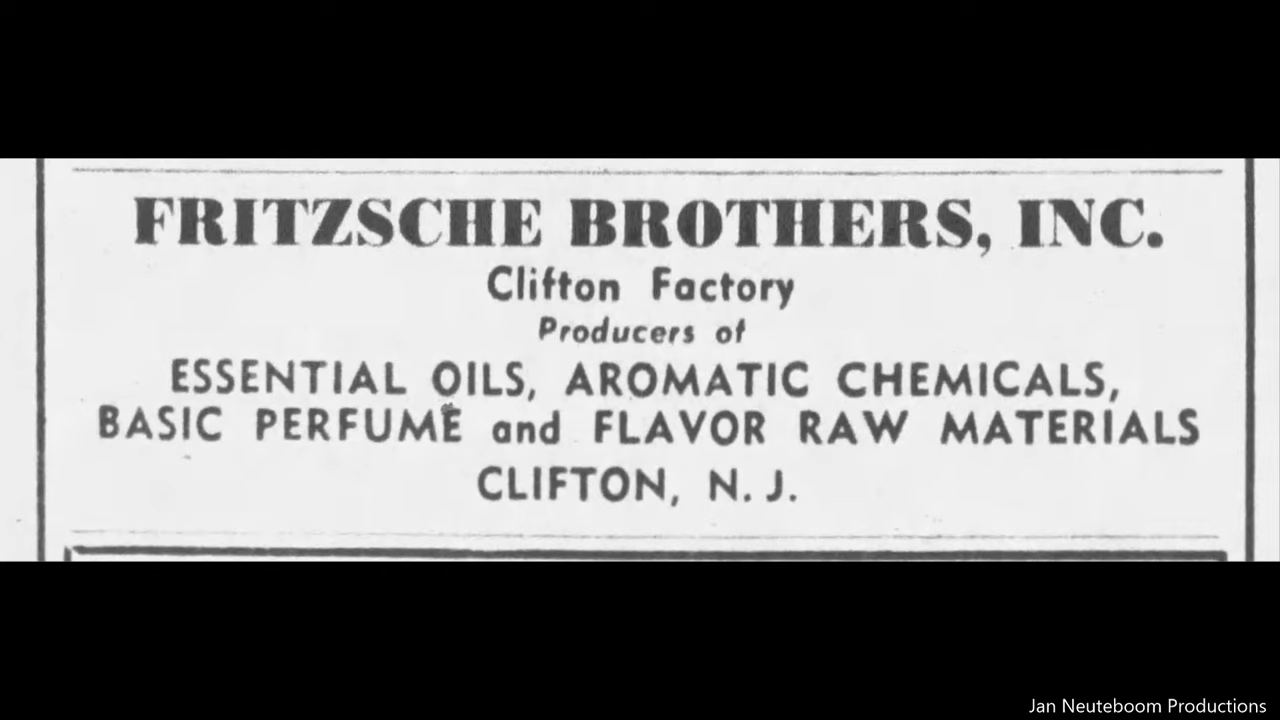 FRITZSCHE BROTHERS, INC.
Clifton Factory
Producers of
ESSENTIAL OILS, AROMATIC CHEMICALS,
BASIC PERFUME and FLAVOR RAW MATERIALS
CLIFTON, N. J.
Jan Neuteboom Productions